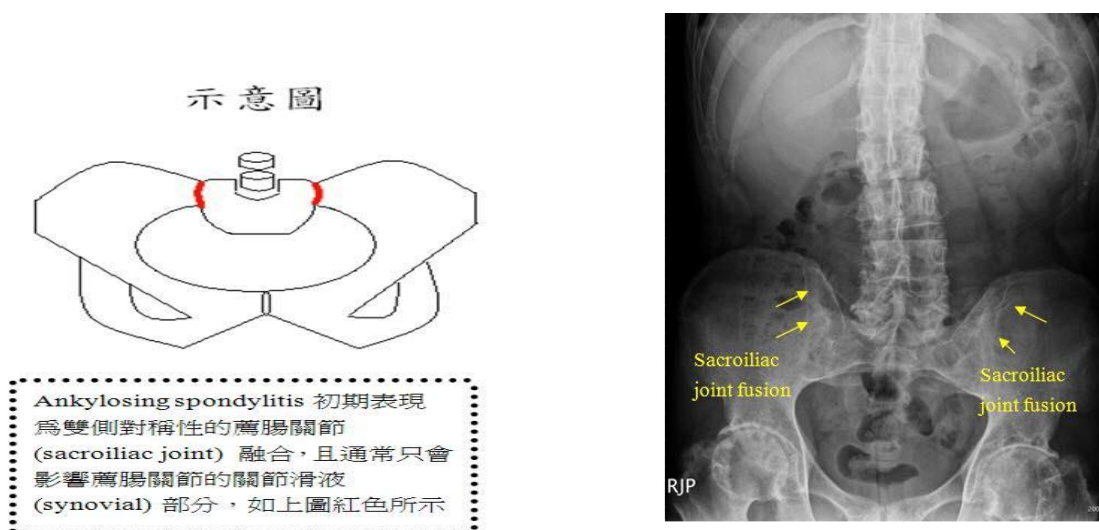 示意圖
Ankylosing spondylitis 初期表現
為雙側對稱性的薦腸關節
(sacroiliac joint) 融合，且通常只會
影響薦腸關節的關節滑液
(synovial) 部分，如上圖紅色所示
Sacroiliac
joint fusion
Sacroiliac
joint fusion
RJP